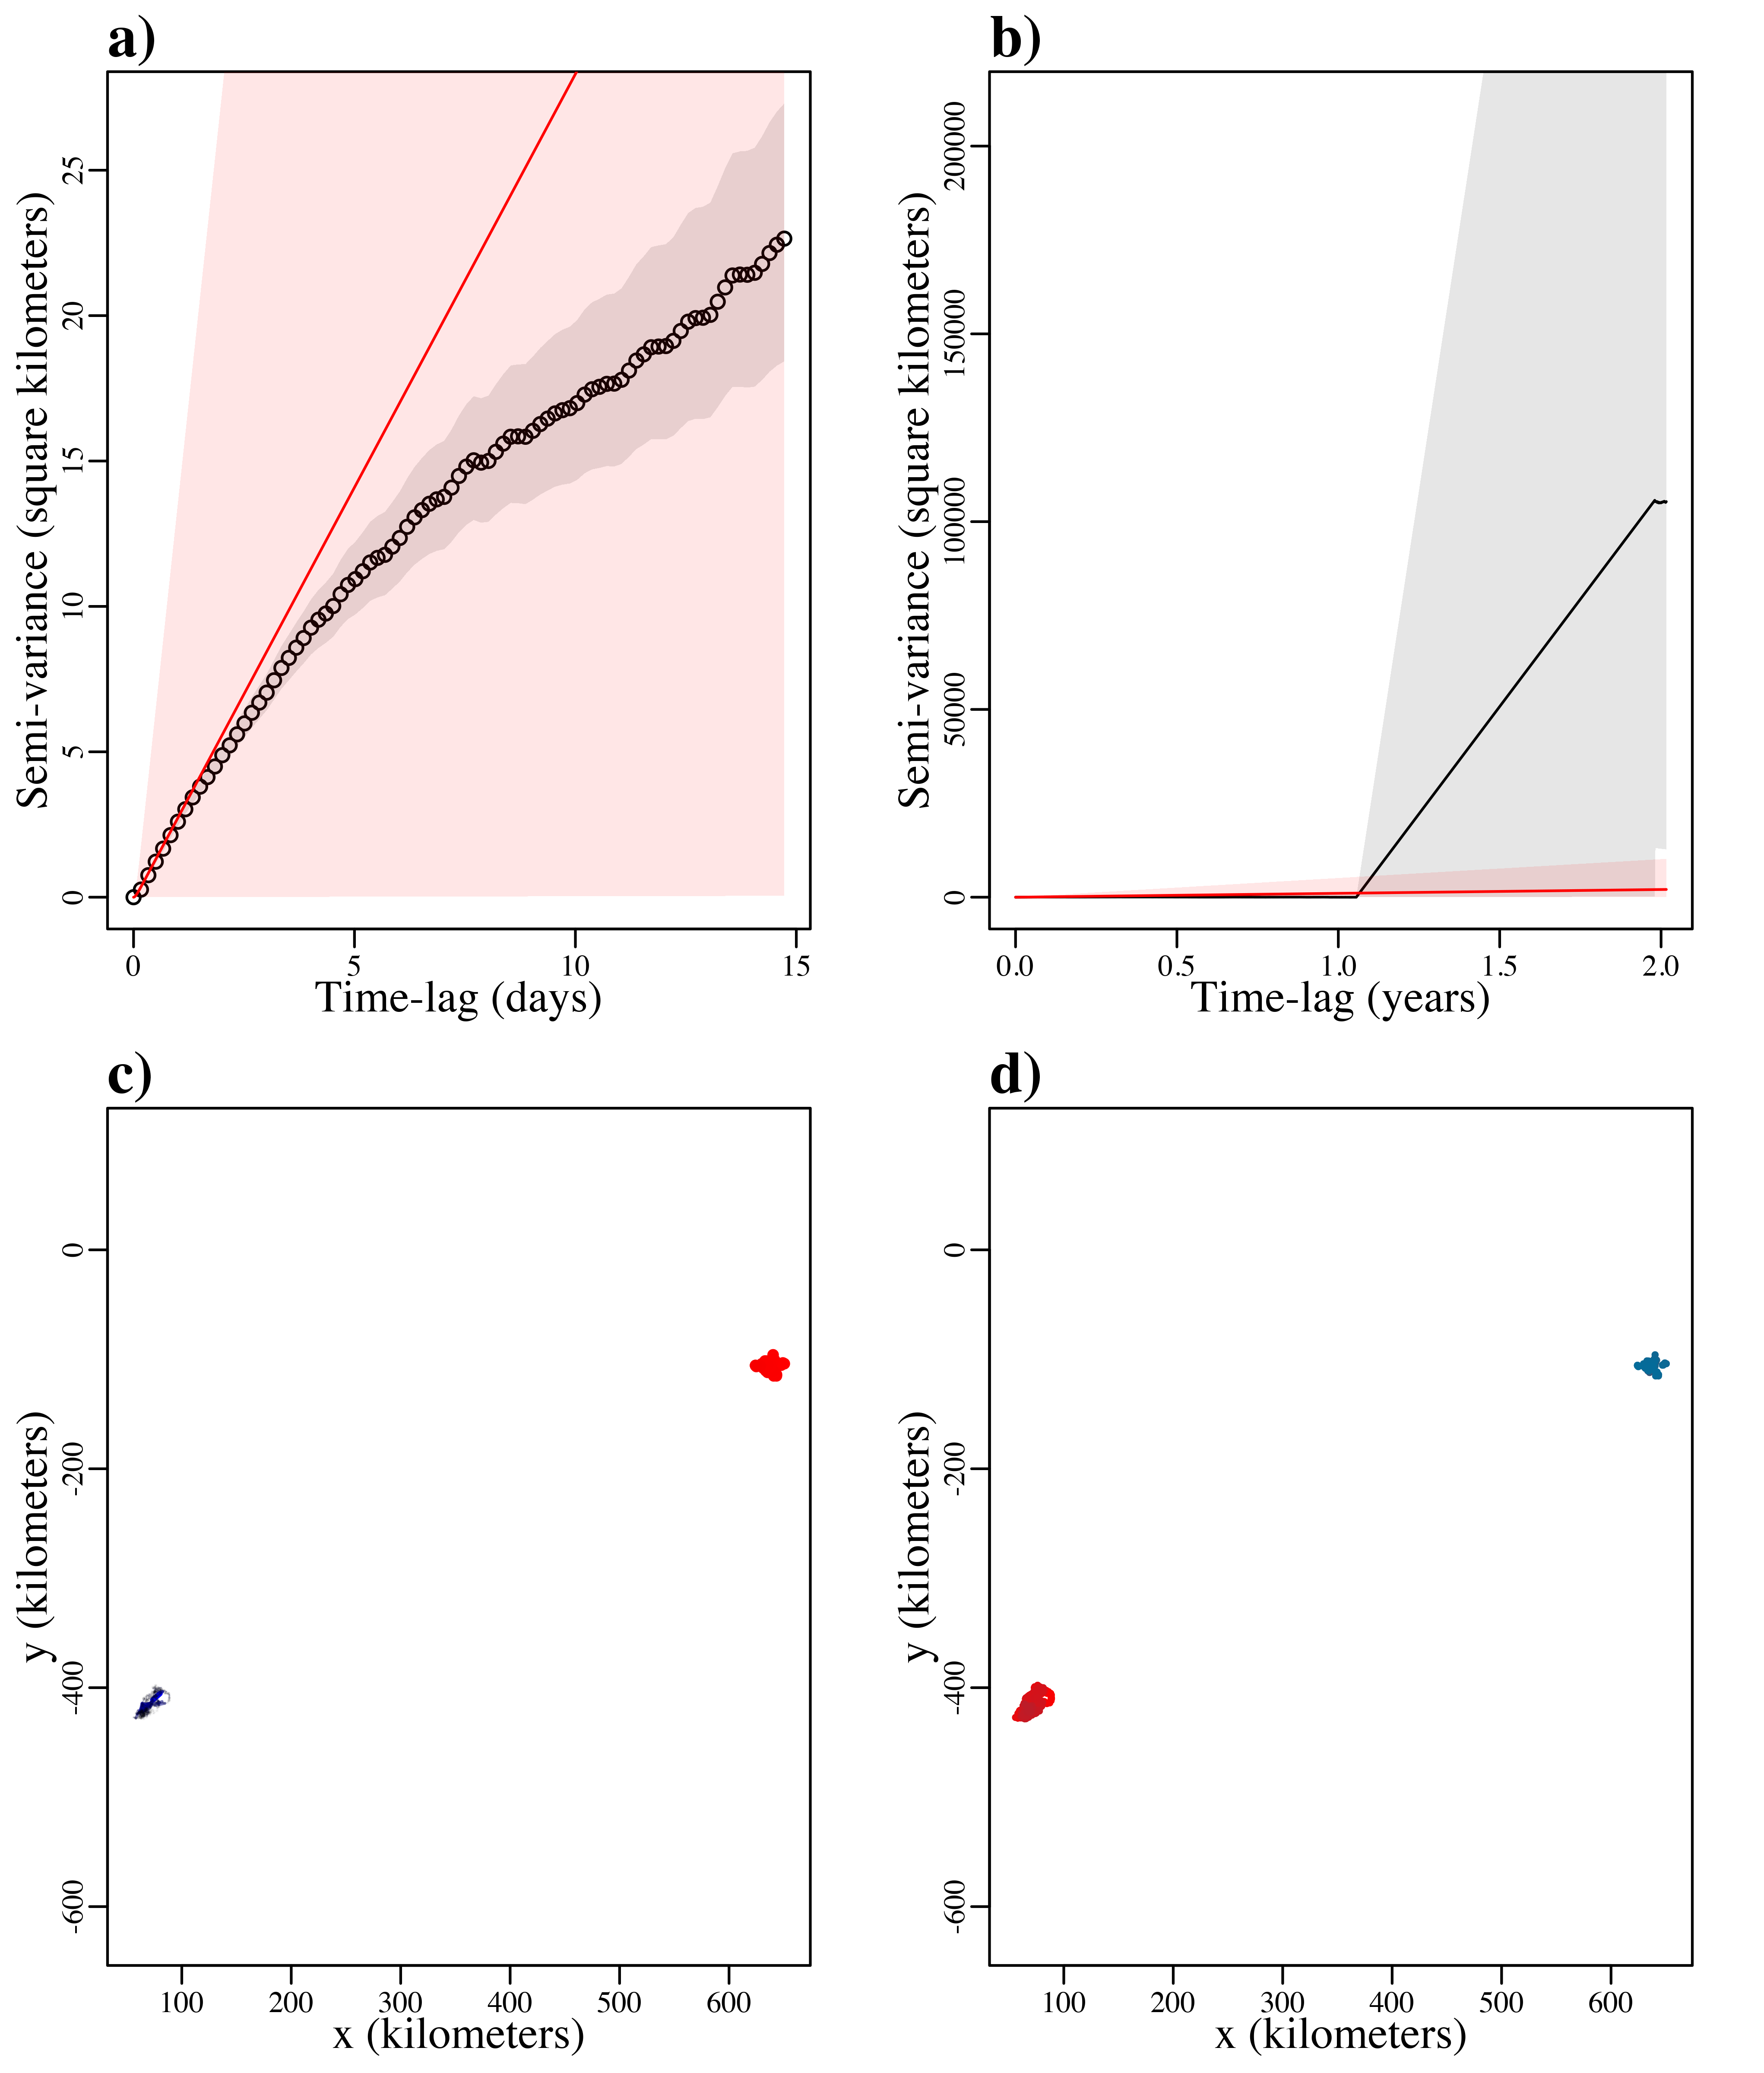 a)
Semi-variance (square kilometers)
25
20
15
10
5
0
0 5 10 15
Time-lag (days)
b)
Semi-variance (square kilometers)
200000
150000
100000
50000
0
0.0 0.5 1.0 1.5 2.0
Time-lag (years)
c)
y (kilometers)
0
-200
-400
-600
100 200 300 400 500 600
x (kilometers)
d)
y (kilometers)
0
-200
-400
-600
100 200 300 400 500 600
x (kilometers)